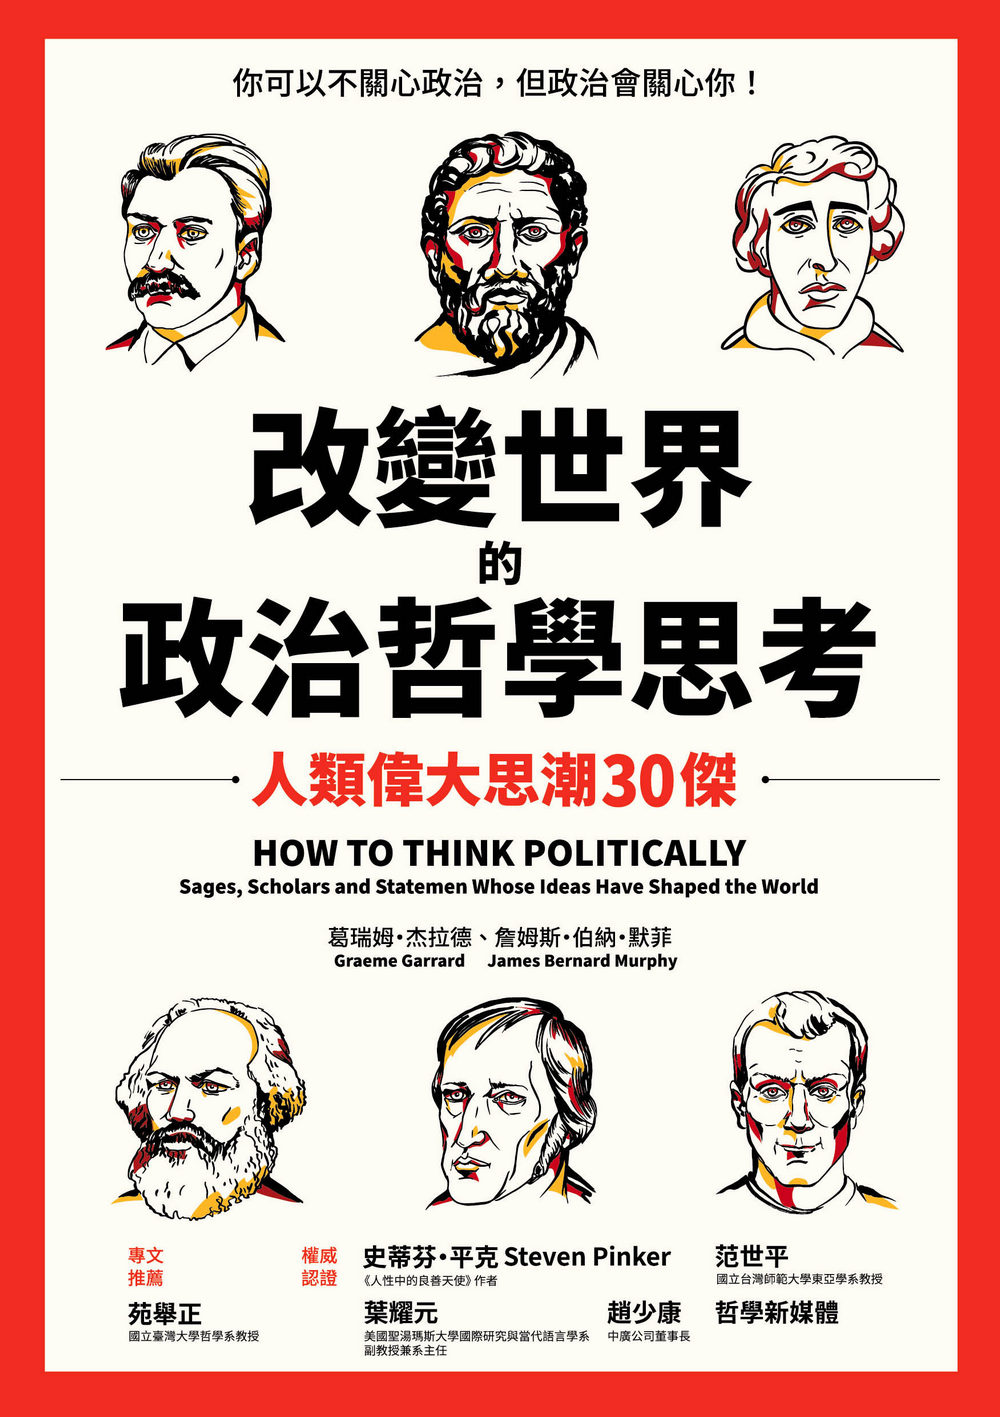 你可以不關心政治，但政治會關心你！
改變世界
的
政治哲學思考
人類偉大思潮30傑
HOW TO THINK POLITICALLY
Sages, Scholars and Statemen Whose Ideas Have Shaped the World
葛瑞姆•杰拉德、詹姆斯•伯納•默菲
Graeme Garrard James Bernard Murphy
專文
推薦
苑舉正
國立臺灣大學哲學系教授
權威
認證
史蒂芬•平克 Steven Pinker
《人性中的良善天使》作者
范世平
國立台灣師範大學東亞學系教授
葉耀元
美國聖湯瑪斯大學國際研究與當代語言學系
副教授兼系主任
趙少康
中廣公司董事長
哲學新媒體